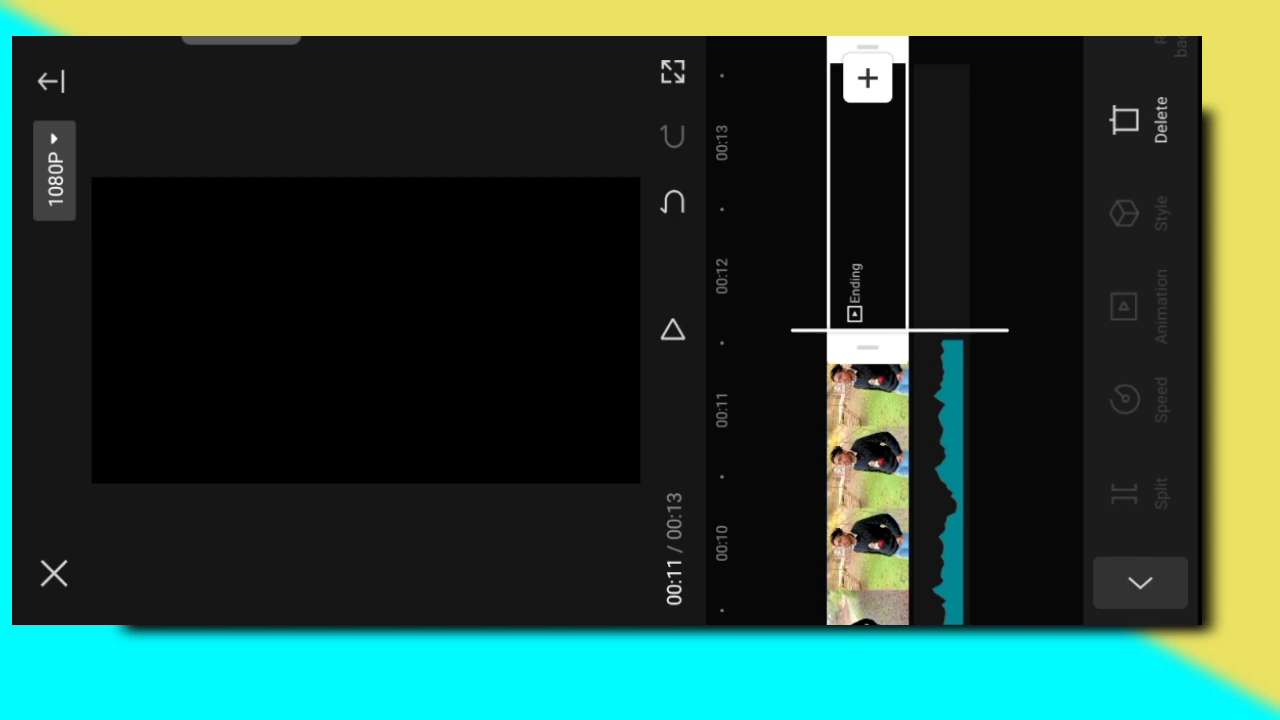 1080P
00:11 / 00:13
00:10
00:11
00:12
00:13
Ending
Split
Speed
Animation
Style
Delete